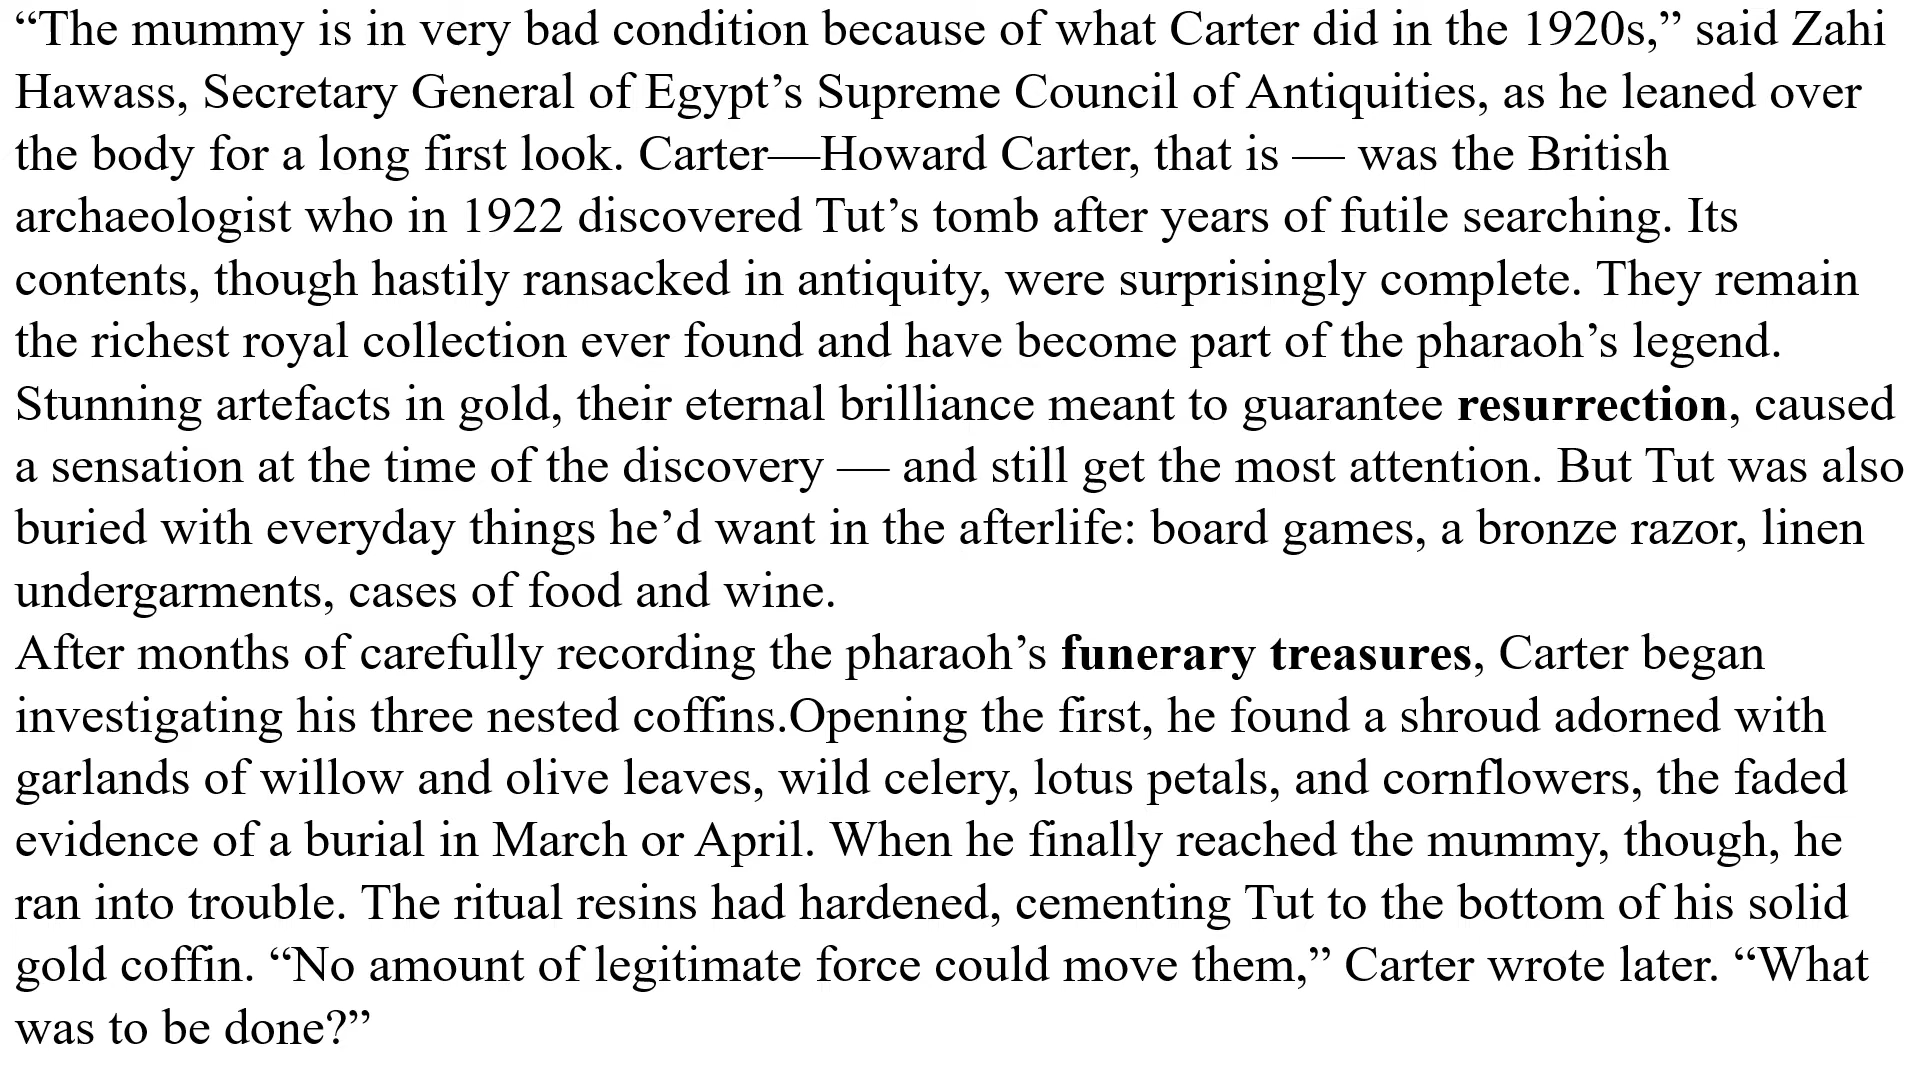 “The mummy is in very bad condition because of what Carter did in the 1920s,” said Zahi
Hawass, Secretary General of Egypt’s Supreme Council of Antiquities, as he leaned over
the body for a long first look. Carter—Howard Carter, that is — was the British
archaeologist who in 1922 discovered Tut’s tomb after years of futile searching. Its
contents, though hastily ransacked in antiquity, were surprisingly complete. They remain
the richest royal collection ever found and have become part of the pharaoh’s legend.
Stunning artefacts in gold, their eternal brilliance meant to guarantee resurrection, caused
a sensation at the time of the discovery — and still get the most attention. But Tut was also
buried with everyday things he’d want in the afterlife: board games, a bronze razor, linen
undergarments, cases of food and wine.
After months of carefully recording the pharaoh’s funerary treasures, Carter began
investigating his three nested coffins.Opening the first, he found a shroud adorned with
garlands of willow and olive leaves, wild celery, lotus petals, and cornflowers, the faded
evidence of a burial in March or April. When he finally reached the mummy, though, he
ran into trouble. The ritual resins had hardened, cementing Tut to the bottom of his solid
gold coffin. “No amount of legitimate force could move them,” Carter wrote later. “What
was to be done?”